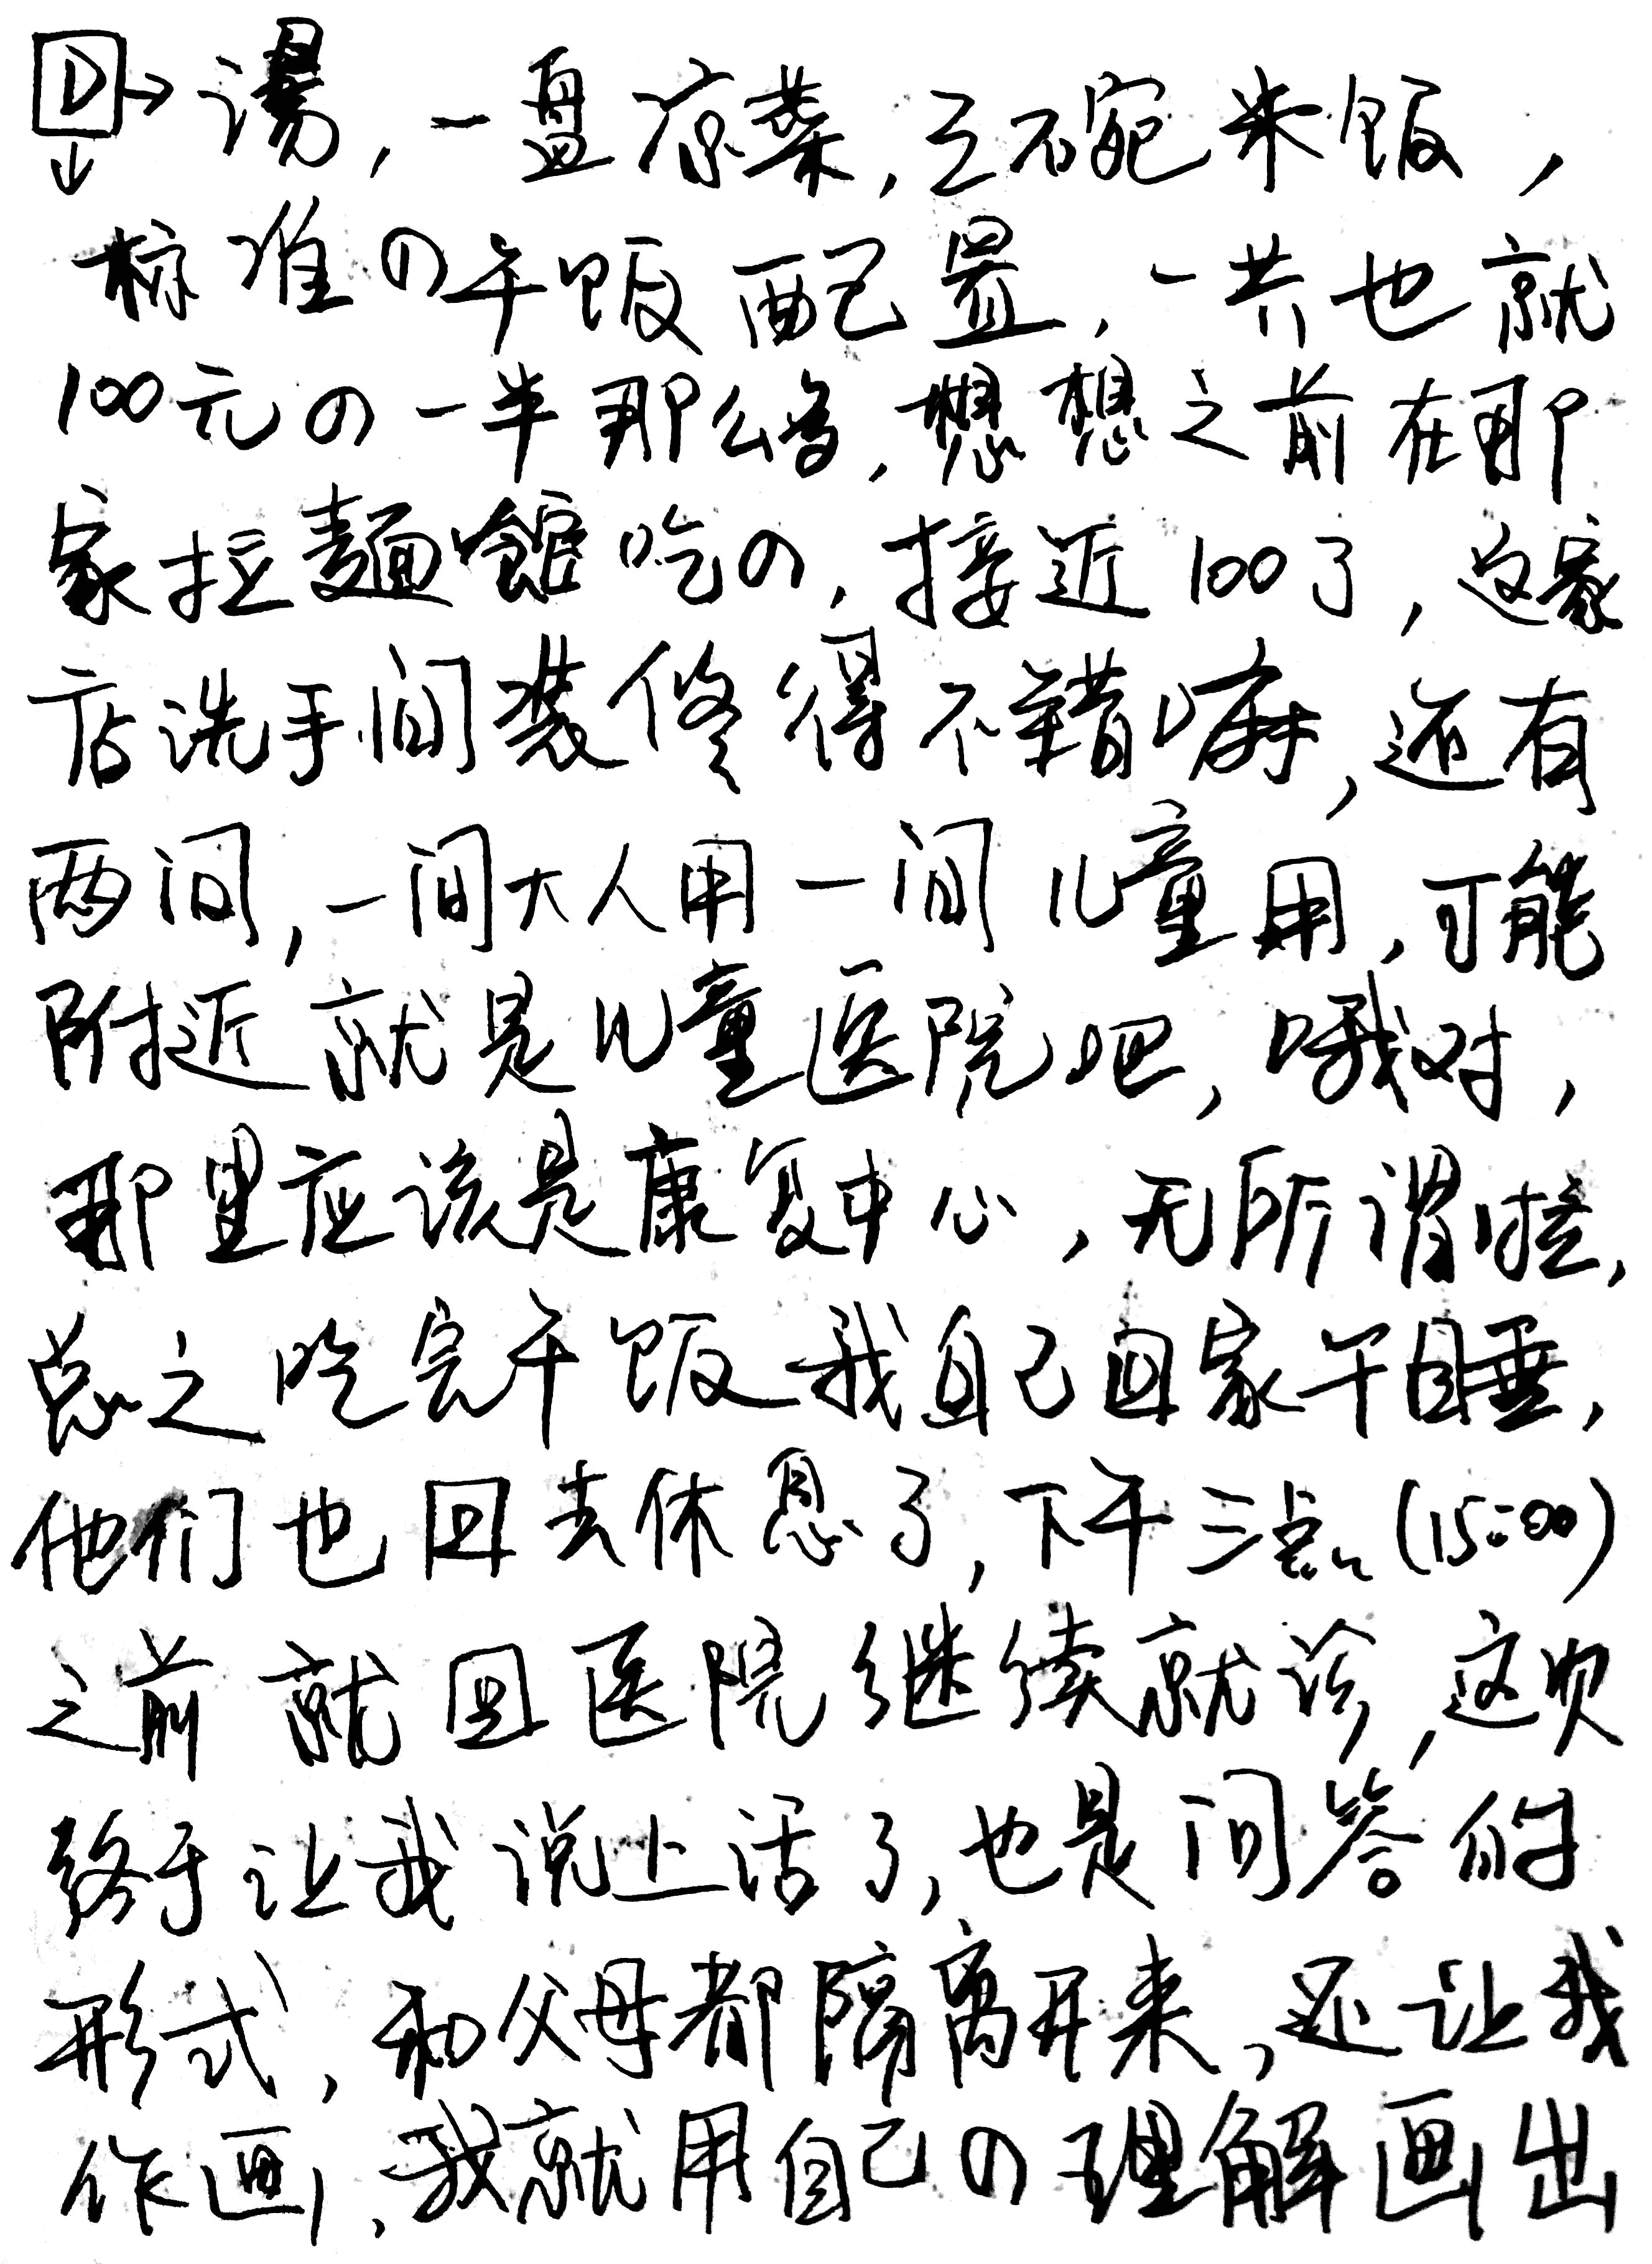 D→湯,一盘凉菜,三碗米饭,
↓
标准の午饭配置,一共也就
100元の一半那么多,想想之前在那
家拉麵館吃の,接近100了,这家
店洗手间装修得不错嘛,还有
两间,一间大人用一间儿童用,可能
附近就是儿童医院吧,哦对,
那里应该是康复中心,无所谓啦,
总之吃完午饭我自己回家午睡,
他们也回去休息了,下午三点(15:00)
之前就回医院继续就诊,这次
终于让我说上话了,也是问答的
形式,和父母都隔离开来,还让我
作画,我就用自己の理解画出